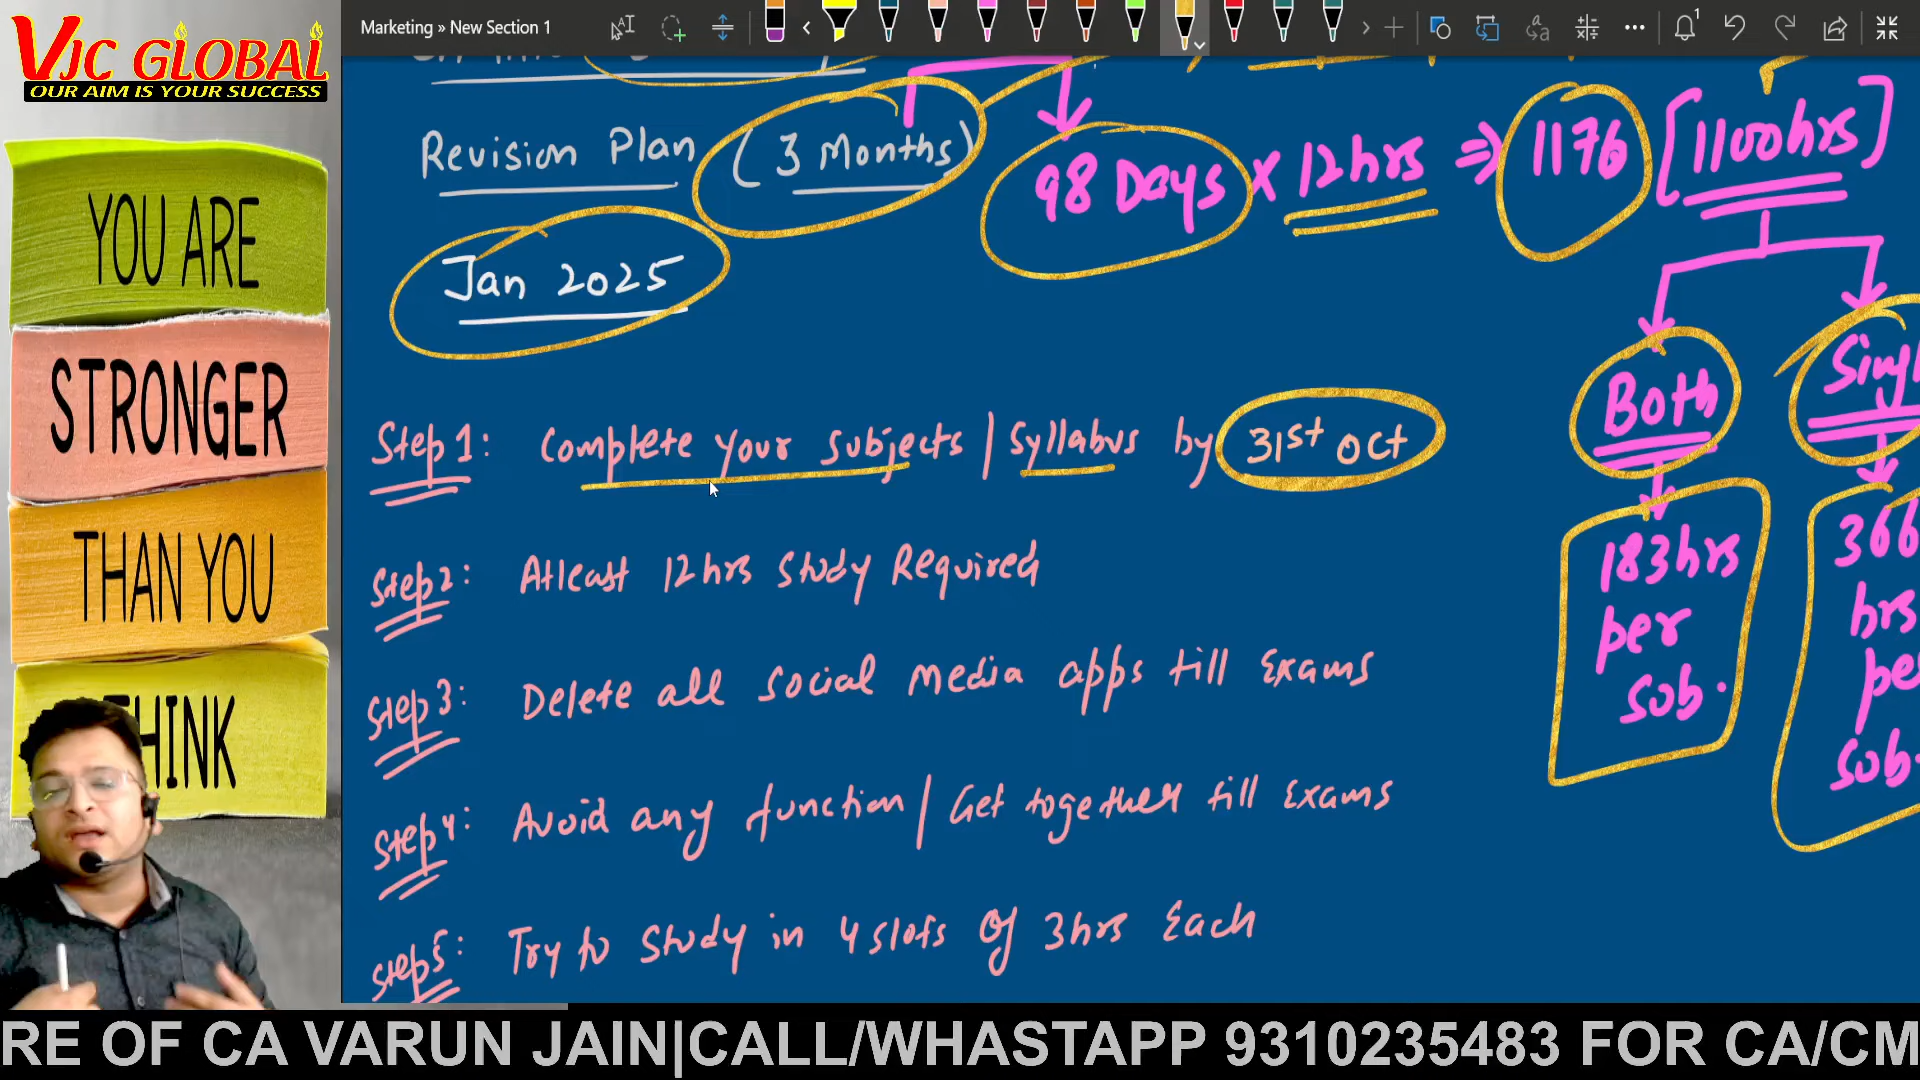 VJC GLOBAL
OUR AIM IS YOUR SUCCESS
YOU ARE
STRONGER
THAN YOU
THINK
Marketing » New Section 1
Revision Plan (3 Months)
98 Days x 12hrs ⇒ 1176 [1100hrs]
Jan 2025
Both
183hrs
per
sub.
366
hrs
sub.
Step 1: Complete your subjects / Syllabus by 31st Oct
Step 2: Atleast 12hrs Study Required
Step 3: Delete all social media apps till Exams
Step 4: Avoid any function / Get together till Exams
Step 5: Try to Study in 4 slots Of 3hrs Each
RE OF CA VARUN JAIN|CALL/WHASTAPP 9310235483 FOR CA/CM